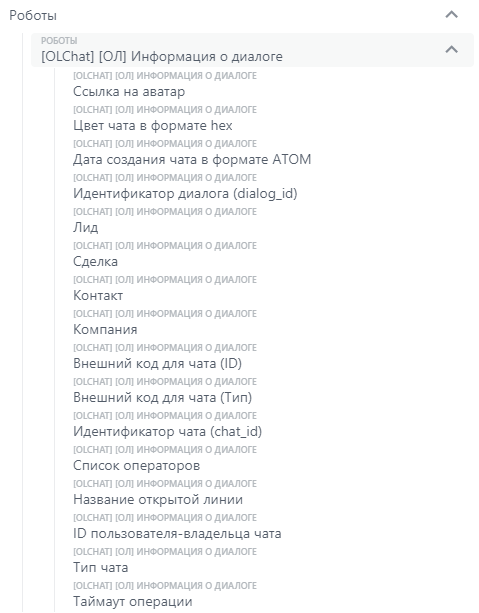 Роботы
РОБОТЫ
[OLChat] [ОЛ] Информация о диалоге
[OLCHAT] [ОЛ] ИНФОРМАЦИЯ О ДИАЛОГЕ
Ссылка на аватар
[OLCHAT] [ОЛ] ИНФОРМАЦИЯ О ДИАЛОГЕ
Цвет чата в формате hex
[OLCHAT] [ОЛ] ИНФОРМАЦИЯ О ДИАЛОГЕ
Дата создания чата в формате ATOM
[OLCHAT] [ОЛ] ИНФОРМАЦИЯ О ДИАЛОГЕ
Идентификатор диалога (dialog_id)
[OLCHAT] [ОЛ] ИНФОРМАЦИЯ О ДИАЛОГЕ
Лид
[OLCHAT] [ОЛ] ИНФОРМАЦИЯ О ДИАЛОГЕ
Сделка
[OLCHAT] [ОЛ] ИНФОРМАЦИЯ О ДИАЛОГЕ
Контакт
[OLCHAT] [ОЛ] ИНФОРМАЦИЯ О ДИАЛОГЕ
Компания
[OLCHAT] [ОЛ] ИНФОРМАЦИЯ О ДИАЛОГЕ
Внешний код для чата (ID)
[OLCHAT] [ОЛ] ИНФОРМАЦИЯ О ДИАЛОГЕ
Внешний код для чата (Тип)
[OLCHAT] [ОЛ] ИНФОРМАЦИЯ О ДИАЛОГЕ
Идентификатор чата (chat_id)
[OLCHAT] [ОЛ] ИНФОРМАЦИЯ О ДИАЛОГЕ
Список операторов
[OLCHAT] [ОЛ] ИНФОРМАЦИЯ О ДИАЛОГЕ
Название открытой линии
[OLCHAT] [ОЛ] ИНФОРМАЦИЯ О ДИАЛОГЕ
ID пользователя-владельца чата
[OLCHAT] [ОЛ] ИНФОРМАЦИЯ О ДИАЛОГЕ
Тип чата
[OLCHAT] [ОЛ] ИНФОРМАЦИЯ О ДИАЛОГЕ
Таймаут операции